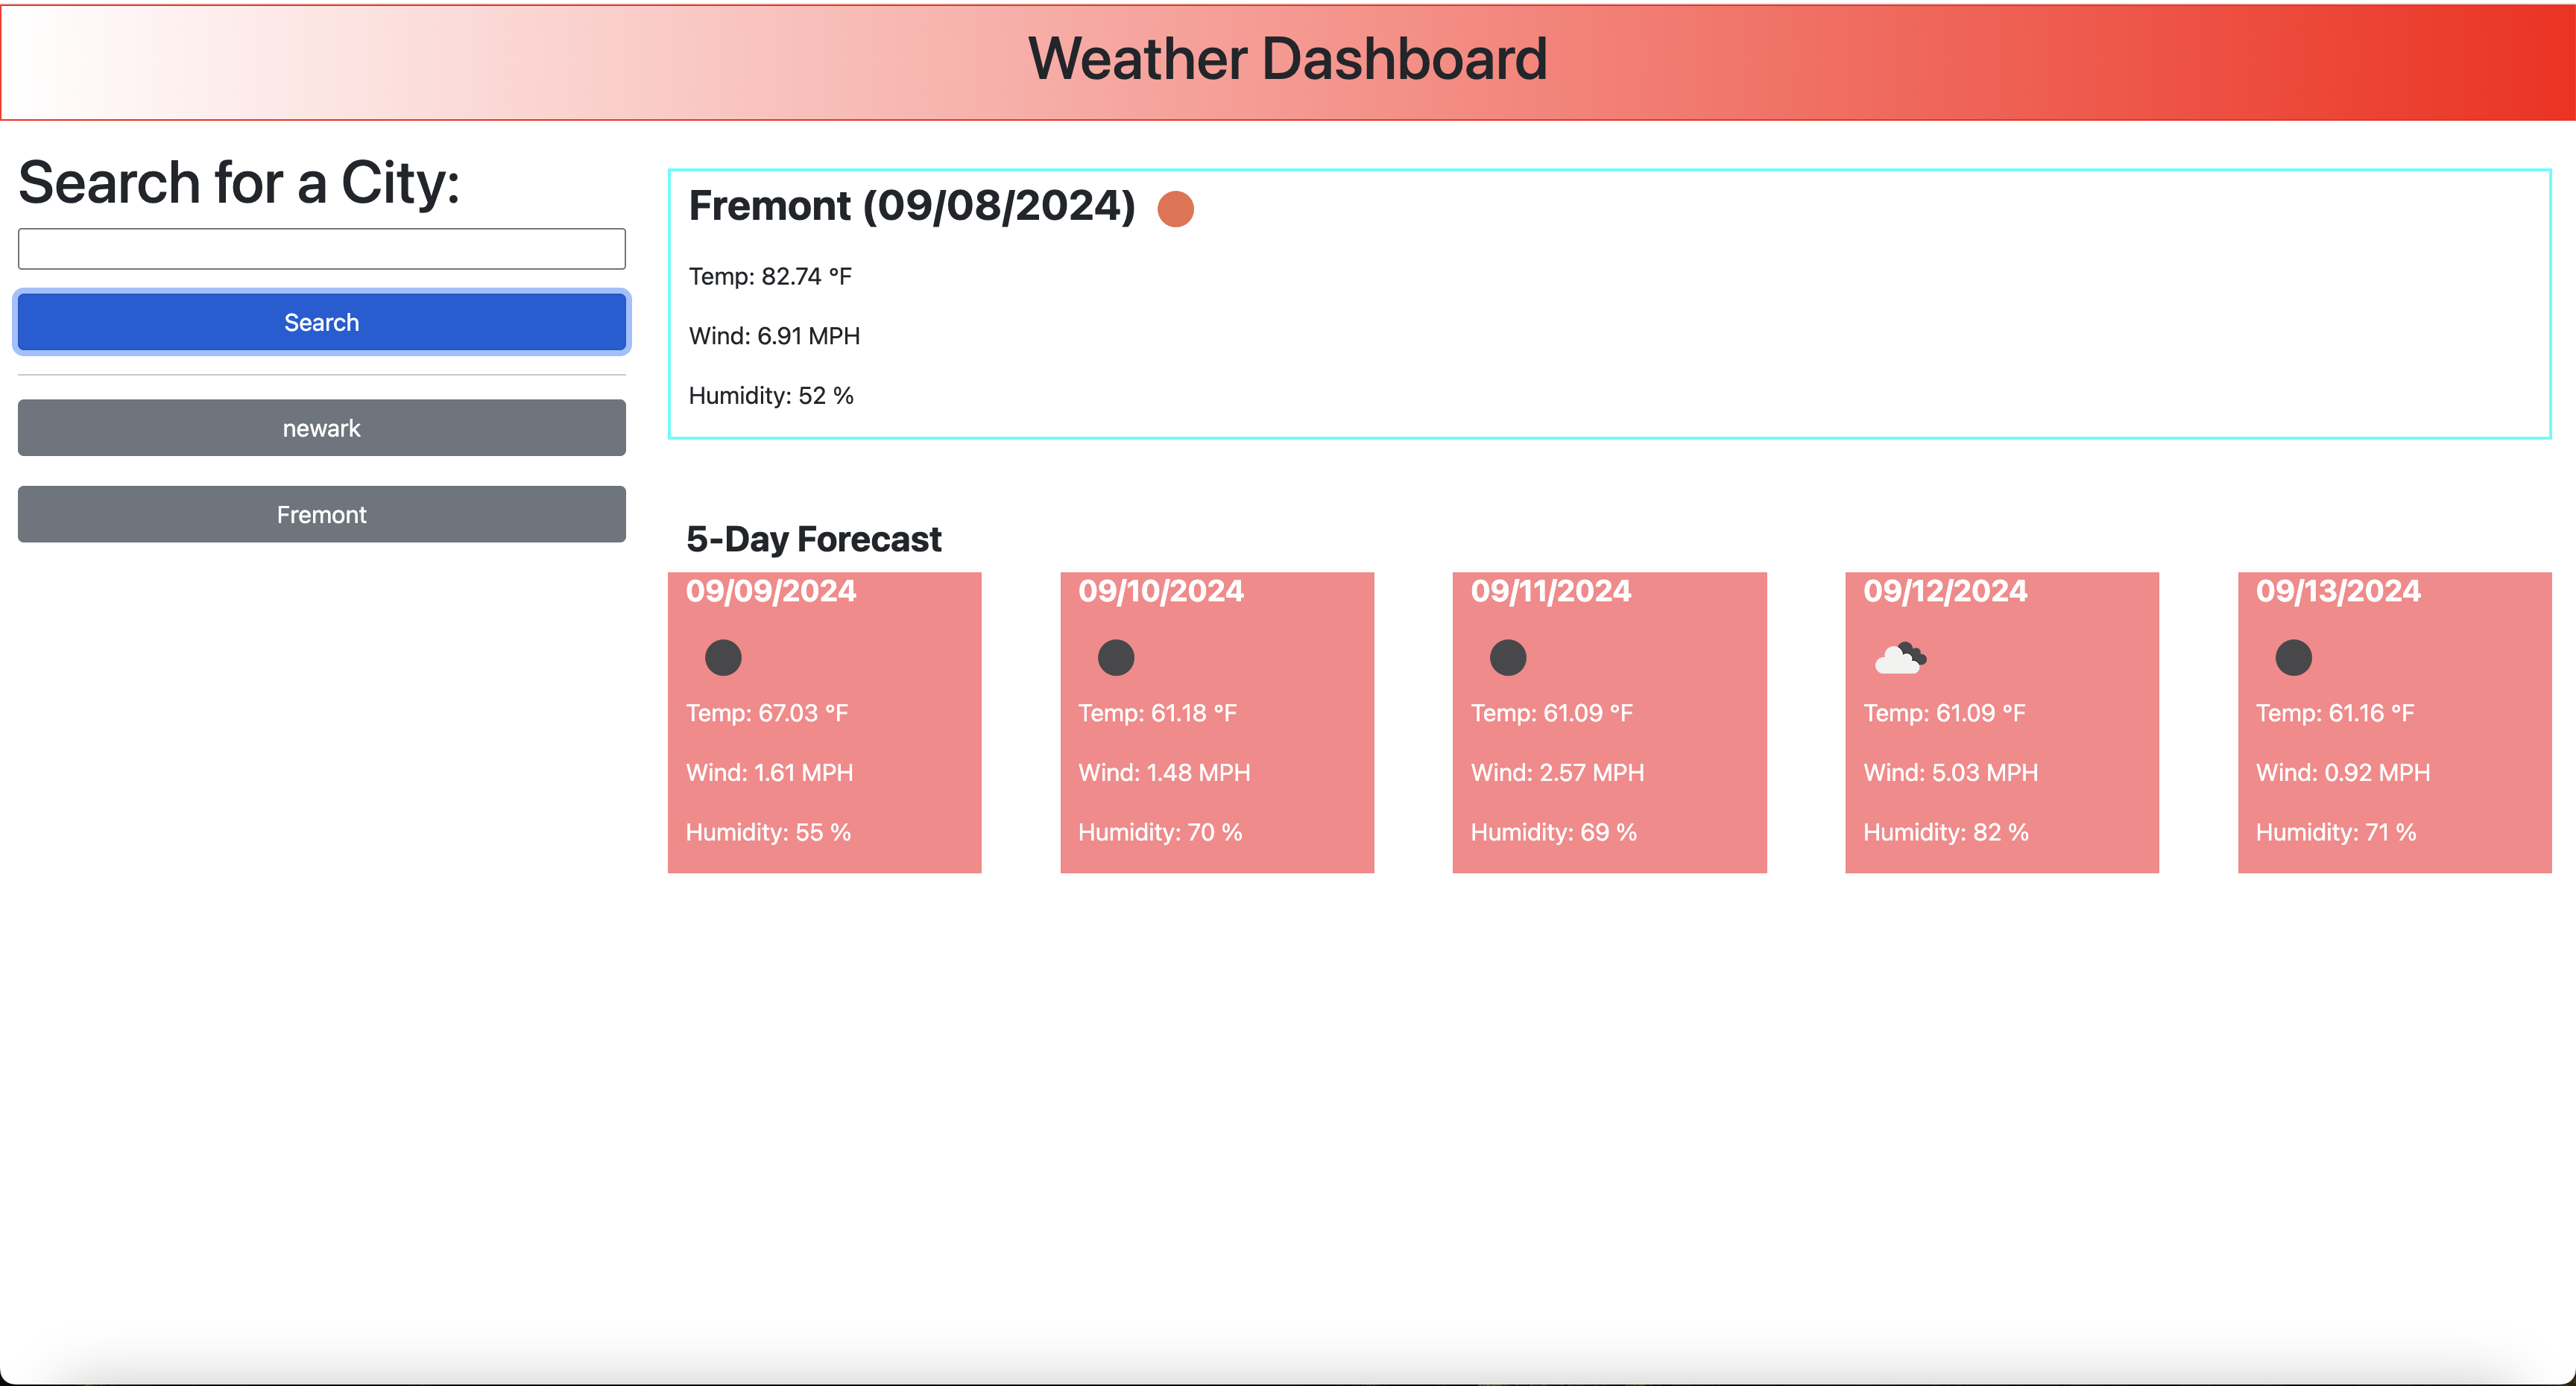 Weather Dashboard
Search for a City:
Search
newark
Fremont
Fremont (09/08/2024)
Temp: 82.74 °F
Wind: 6.91 MPH
Humidity: 52 %
5-Day Forecast
09/09/2024
Temp: 67.03 °F
Wind: 1.61 MPH
Humidity: 55 %
09/10/2024
Temp: 61.18 °F
Wind: 1.48 MPH
Humidity: 70 %
09/11/2024
Temp: 61.09 °F
Wind: 2.57 MPH
Humidity: 69 %
09/12/2024
Temp: 61.09 °F
Wind: 5.03 MPH
Humidity: 82 %
09/13/2024
Temp: 61.16 °F
Wind: 0.92 MPH
Humidity: 71 %